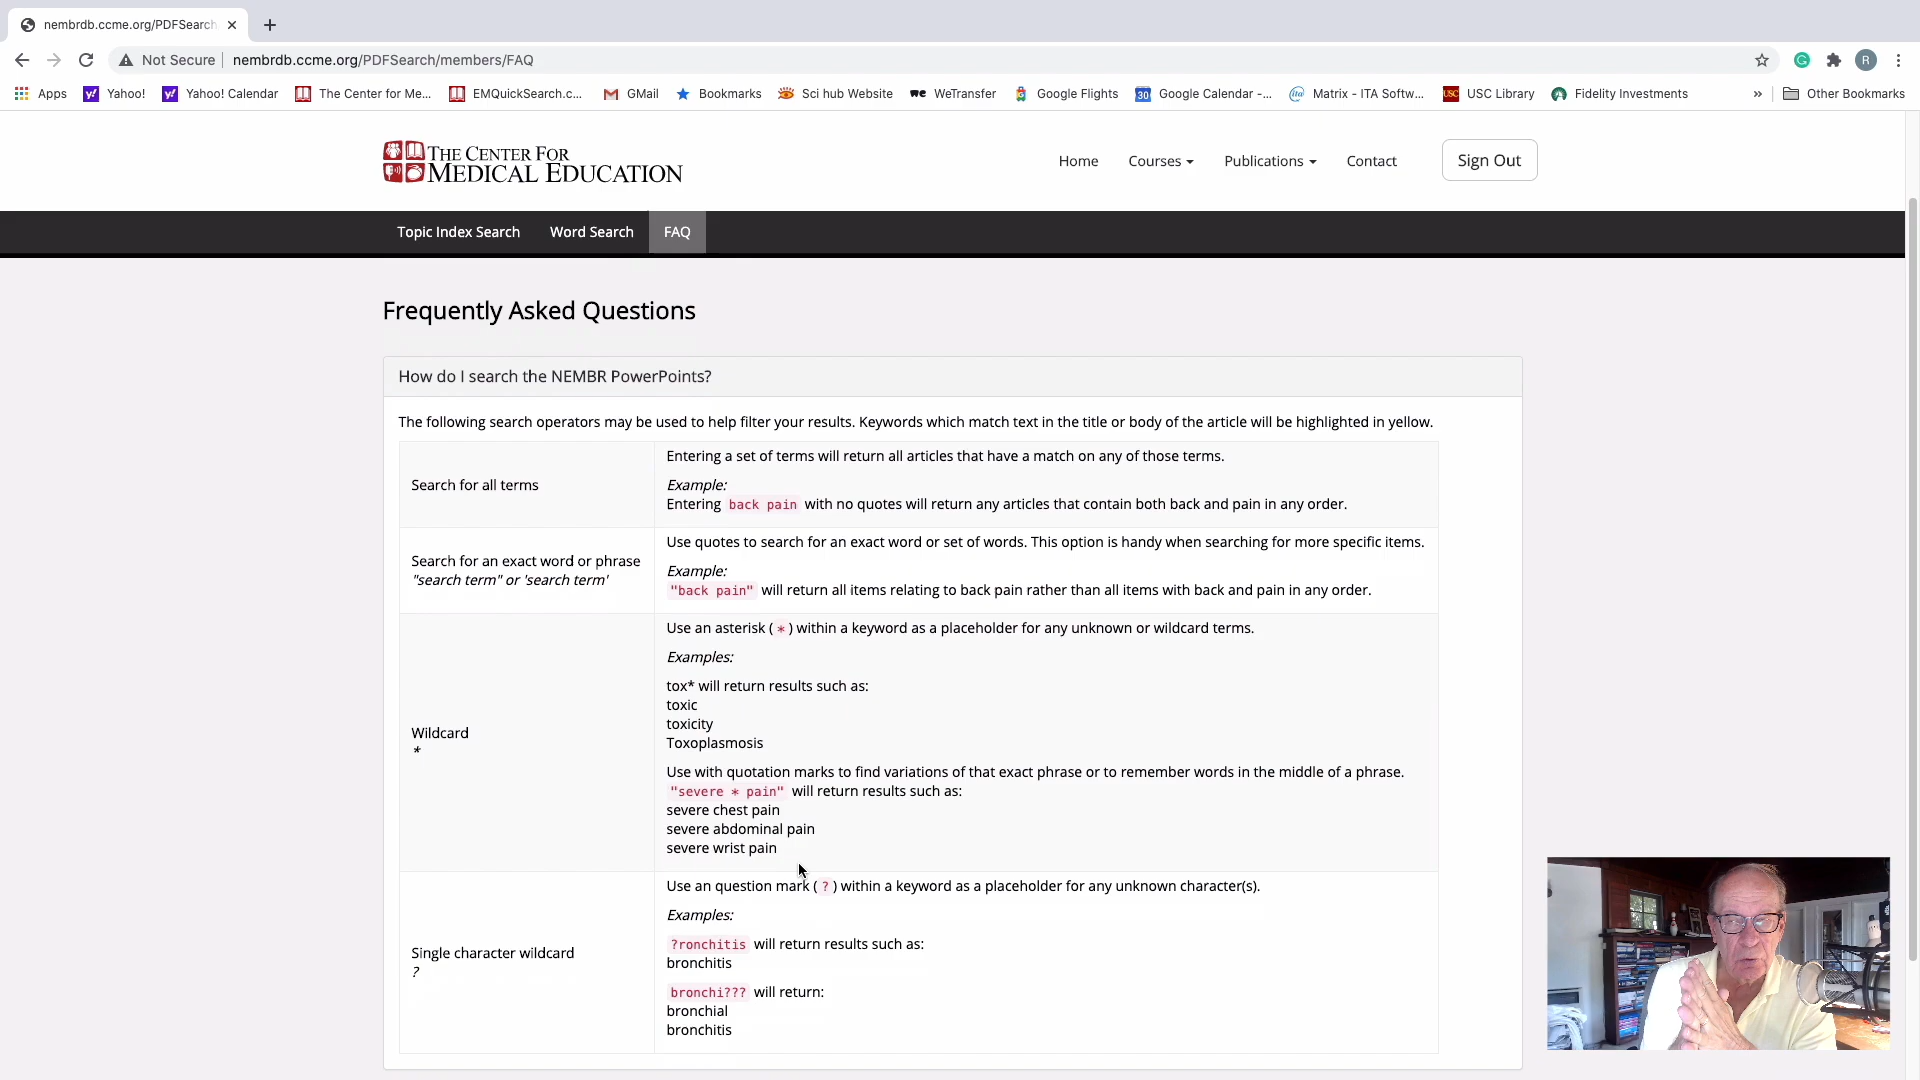 nembrdb.ccme.org/PDFSearch
Not Secure
nembrdb.ccme.org/PDFSearch/members/FAQ
R
Apps
Yahoo!
Yahoo! Calendar
The Center for Me...
EMQuickSearch.c...
GMail
Bookmarks
Sci hub Website
WeTransfer
Google Flights
30
Google Calendar -...
ita
Matrix - ITA Softw...
USC
USC Library
Fidelity Investments
»
Other Bookmarks
THE CENTER FOR
MEDICAL EDUCATION
Home
Courses
Publications
Contact
Sign Out
Topic Index Search
Word Search
FAQ
Frequently Asked Questions
How do I search the NEMBR PowerPoints?
The following search operators may be used to help filter your results. Keywords which match text in the title or body of the article will be highlighted in yellow.
Search for all terms
Entering a set of terms will return all articles that have a match on any of those terms.
Example:
Entering back pain with no quotes will return any articles that contain both back and pain in any order.
Search for an exact word or phrase
"search term" or 'search term'
Use quotes to search for an exact word or set of words. This option is handy when searching for more specific items.
Example:
"back pain" will return all items relating to back pain rather than all items with back and pain in any order.
Wildcard
*
Use an asterisk ( * ) within a keyword as a placeholder for any unknown or wildcard terms.
Examples:
tox* will return results such as:
toxic
toxicity
Toxoplasmosis
Use with quotation marks to find variations of that exact phrase or to remember words in the middle of a phrase.
"severe * pain" will return results such as:
severe chest pain
severe abdominal pain
severe wrist pain
Single character wildcard
?
Use an question mark ( ? ) within a keyword as a placeholder for any unknown character(s).
Examples:
?ronchitis will return results such as:
bronchitis
bronchi??? will return:
bronchial
bronchitis